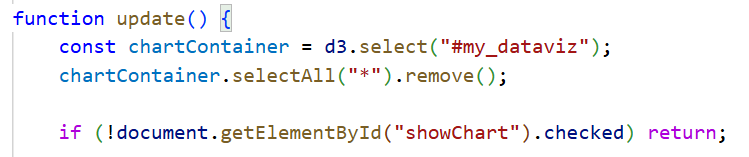 function update() {
    const chartContainer = d3.select("#my_dataviz");
    chartContainer.selectAll("*").remove();

    if (!document.getElementById("showChart").checked) return;